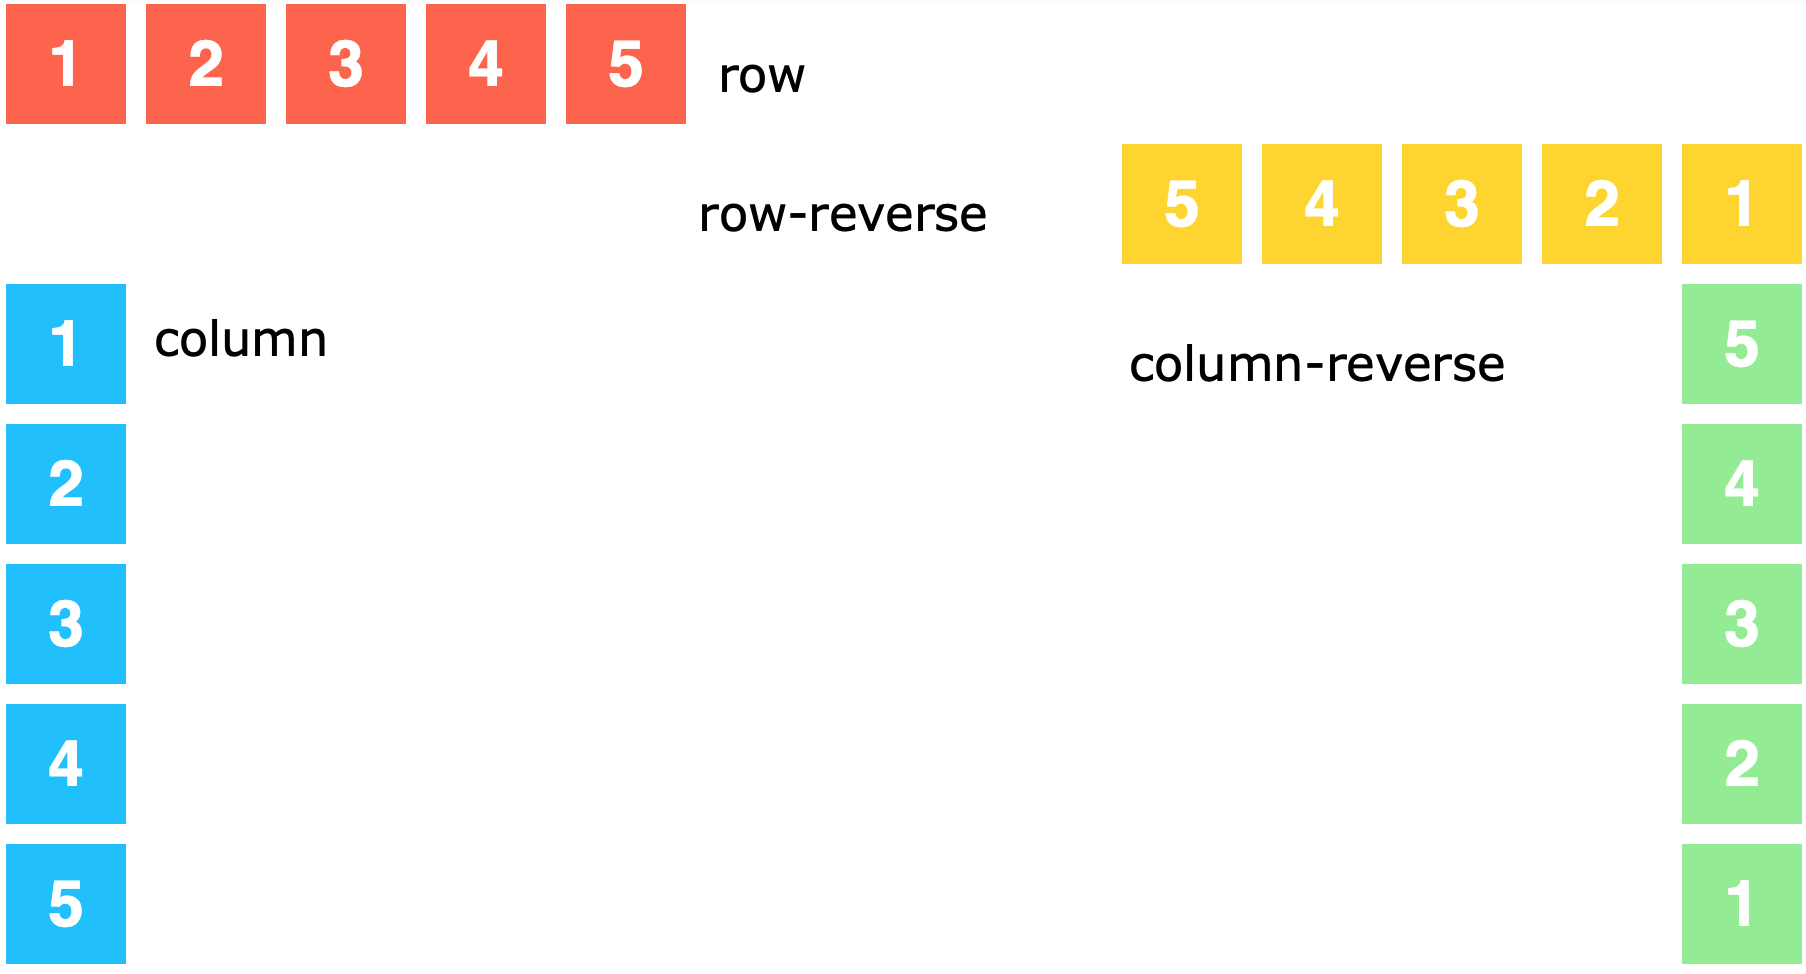 1 2 3 4 5 row
row-reverse 5 4 3 2 1
1 column column-reverse 5
2 4
3 3
4 2
5 1